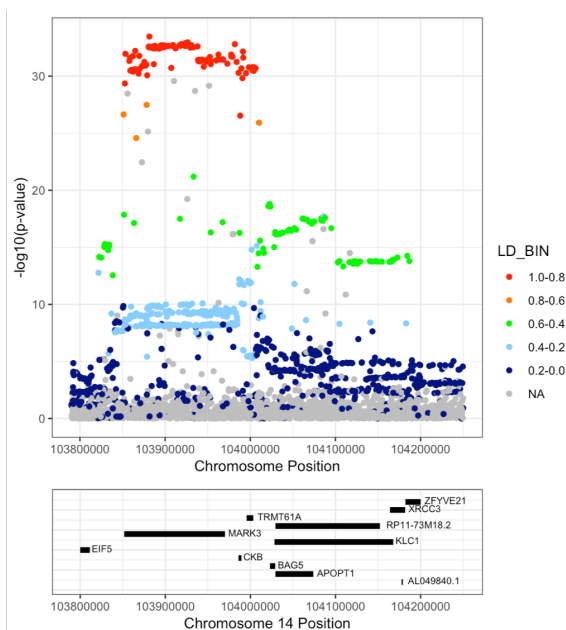 30
20
10
0
-log10(p-value)
103800000 103900000 104000000 104100000 104200000
Chromosome Position
LD_BIN
1.0-0.8
0.8-0.6
0.6-0.4
0.4-0.2
0.2-0.0
NA
ZFYVE21
XRCC3
TRMT61A
RP11-73M18.2
MARK3
KLC1
EIF5
CKB
BAG5
APOPT1
AL049840.1
103800000 103900000 104000000 104100000 104200000
Chromosome 14 Position